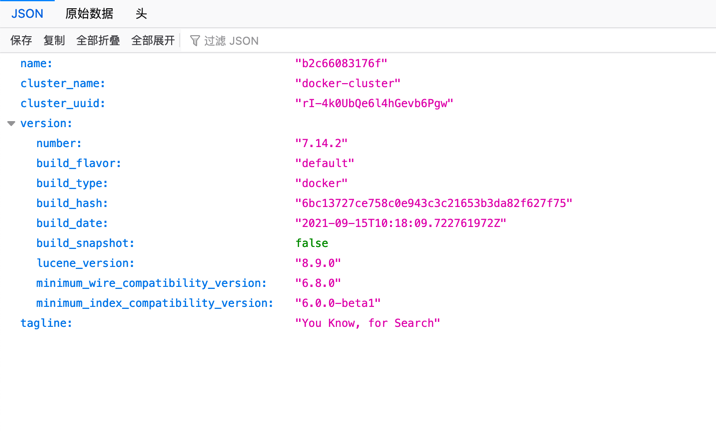 JSON 原始数据 头
保存 复制 全部折叠 全部展开 过滤 JSON
name: "b2c66083176f"
cluster_name: "docker-cluster"
cluster_uuid: "rI-4k0UbQe6l4hGevb6Pgw"
version:
number: "7.14.2"
build_flavor: "default"
build_type: "docker"
build_hash: "6bc13727ce758c0e943c3c21653b3da82f627f75"
build_date: "2021-09-15T10:18:09.722761972Z"
build_snapshot: false
lucene_version: "8.9.0"
minimum_wire_compatibility_version: "6.8.0"
minimum_index_compatibility_version: "6.0.0-beta1"
tagline: "You Know, for Search"